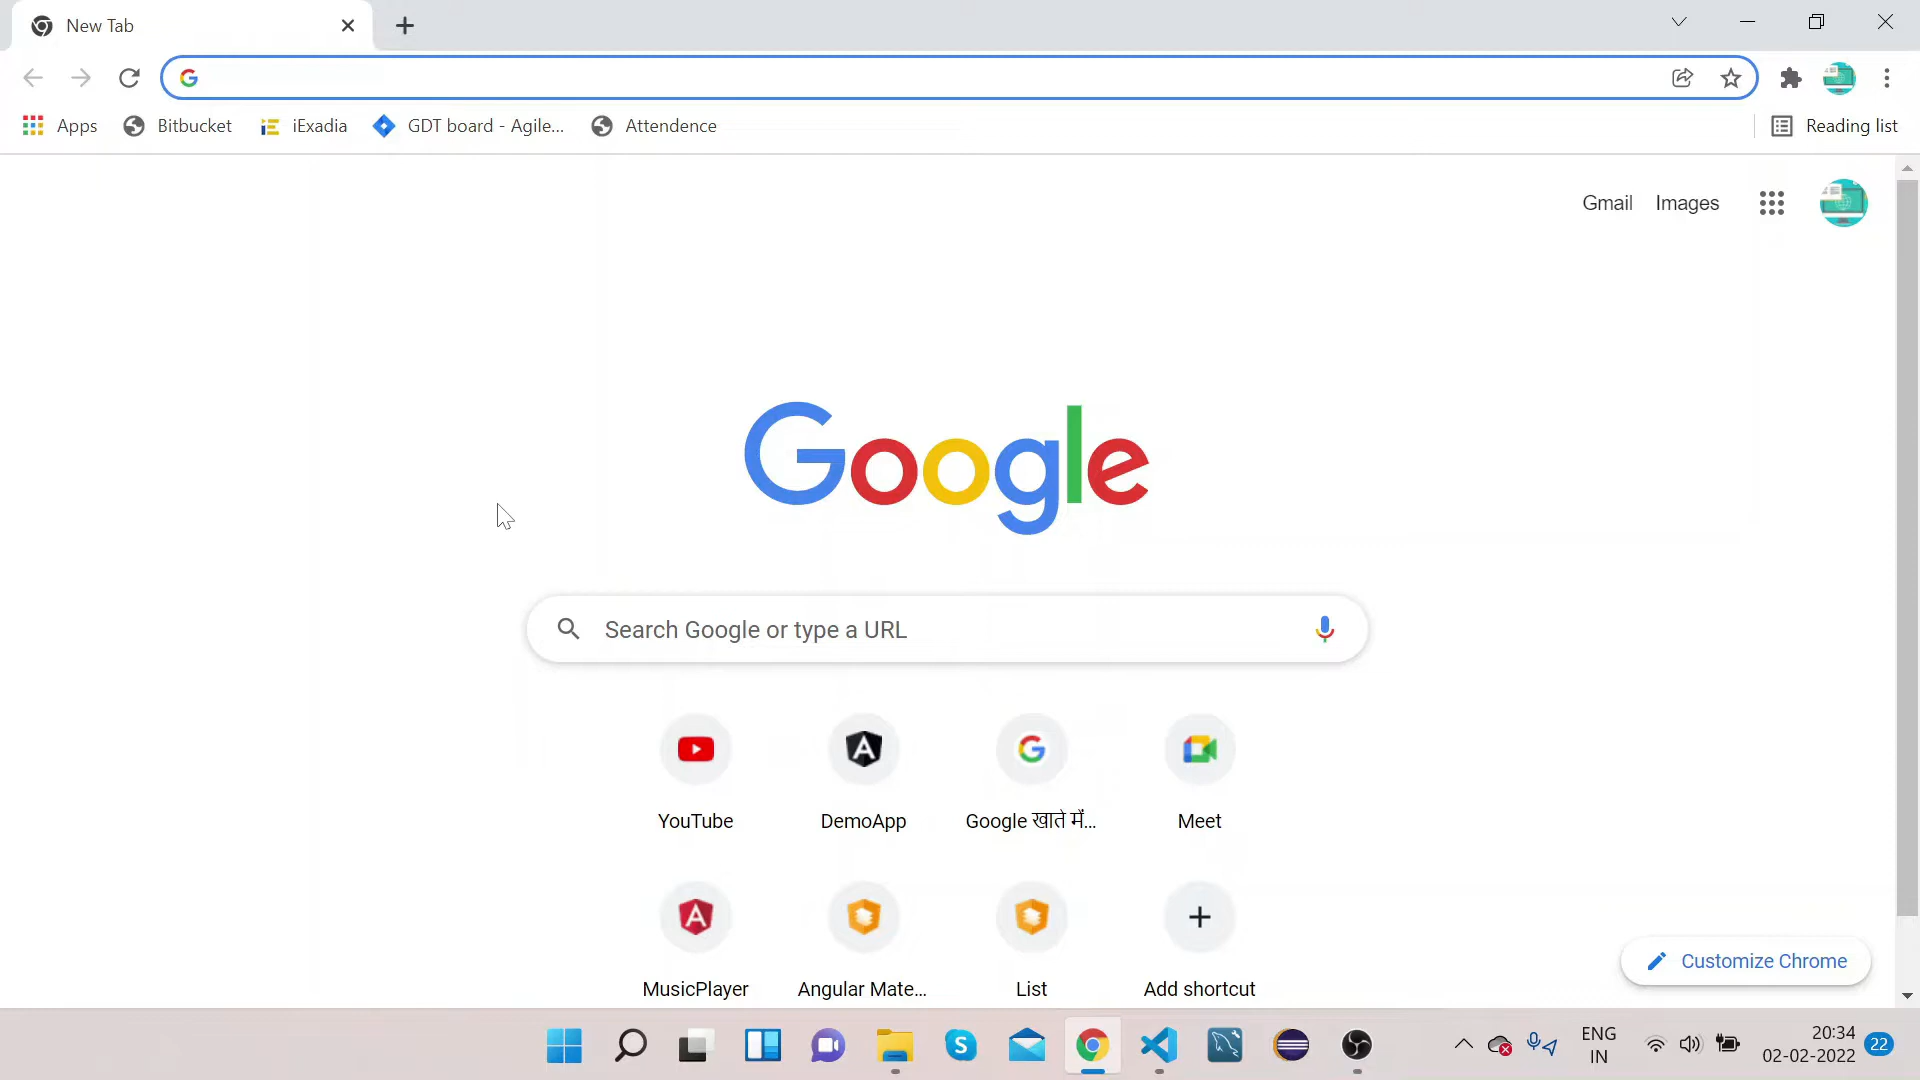 New Tab
Apps
Bitbucket
iExadia
GDT board - Agile...
Attendence
Reading list
Gmail
Images
Google
Search Google or type a URL
YouTube
DemoApp
Google खाते में...
Meet
MusicPlayer
Angular Mate...
List
Add shortcut
Customize Chrome
ENG
IN
20:34
02-02-2022
22